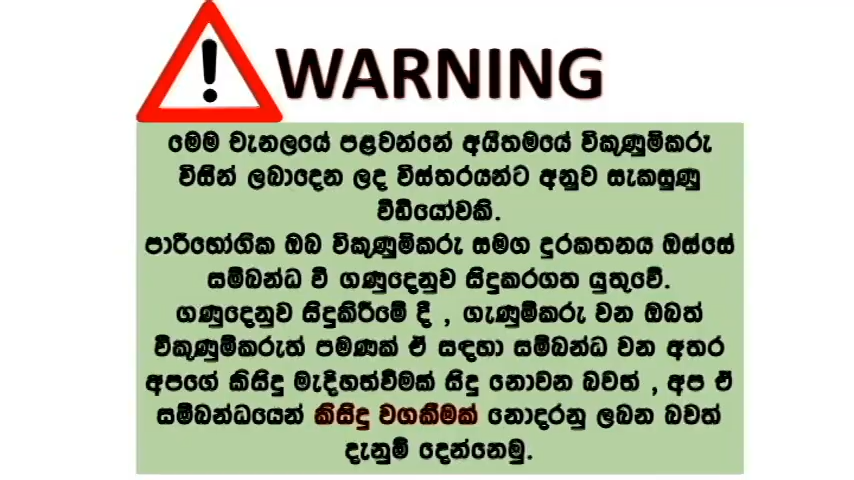 WARNING
මෙම චැනලයේ පළවන්නේ අයිතමයේ විකුණුම්කරු
විසින් ලබාදෙන ලද විස්තරයන්ට අනුව සැකසුණු
වීඩියෝවකි.
පාරිභෝගික ඔබ විකුණුම්කරු සමග දුරකතනය ඔස්සේ
සම්බන්ධ වී ගණුදෙනුව සිදුකරගත යුතුවේ.
ගණුදෙනුව සිදුකිරීමේ දී , ගැණුම්කරු වන ඔබත්
විකුණුම්කරුත් පමණක් ඒ සඳහා සම්බන්ධ වන අතර
අපගේ කිසිදු මැදිහත්වීමක් සිදු නොවන බවත් , අප ඒ
සම්බන්ධයෙන් කිසිදු වගකීමක් නොදරනු ලබන බවත්
දැනුම් දෙන්නෙමු.